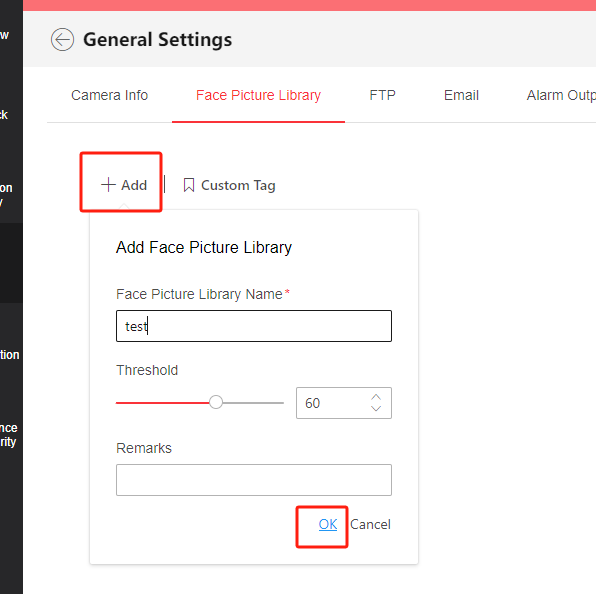 w
General Settings
Camera Info
Face Picture Library
FTP
Email
Alarm Outp
ck
on
y
Add
Custom Tag
Add Face Picture Library
Face Picture Library Name*
test
Threshold
60
tion
nce
rity
Remarks
OK
Cancel